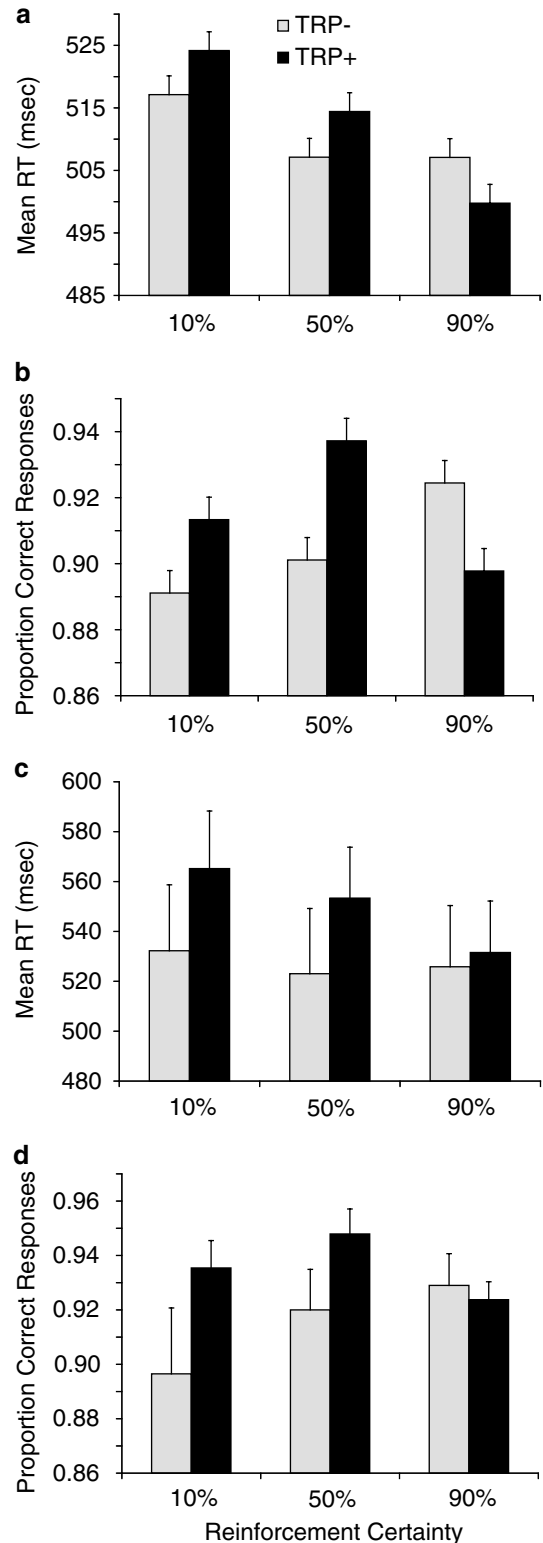 a
TRP-
TRP+
Mean RT (msec)
525
515
505
495
485
10% 50% 90%
b
Proportion Correct Responses
0.94
0.92
0.90
0.88
0.86
10% 50% 90%
c
Mean RT (msec)
600
580
560
540
520
500
480
10% 50% 90%
d
Proportion Correct Responses
0.96
0.94
0.92
0.90
0.88
0.86
10% 50% 90%
Reinforcement Certainty